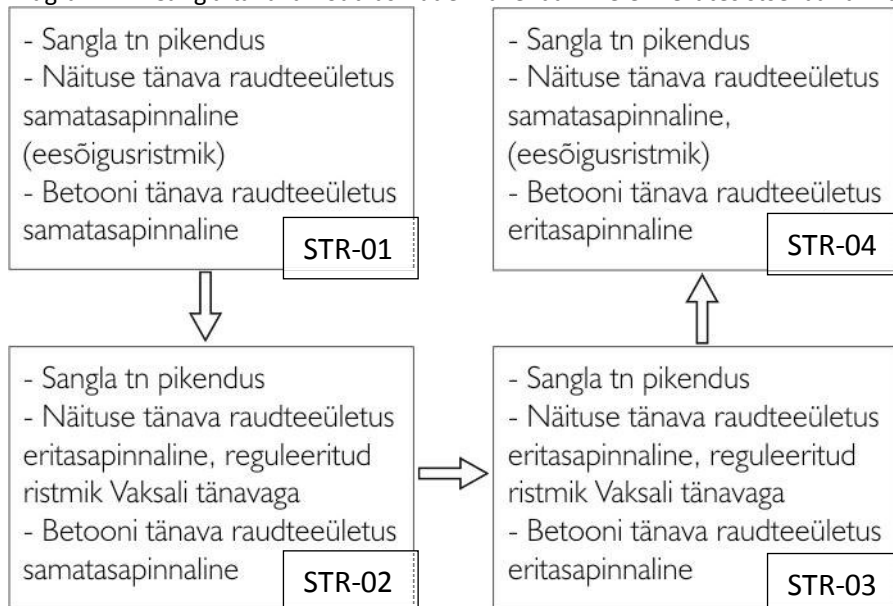 - Sangla tn pikendus
- Näituse tänava raudteeületus
samatasapinnaline
(eesõigusristmik)
- Betooni tänava raudteeületus
samatasapinnaline
STR-01
- Sangla tn pikendus
- Näituse tänava raudteeületus
eritasapinnaline, reguleeritud
ristmik Vaksali tänavaga
- Betooni tänava raudteeületus
samatasapinnaline
STR-02
- Sangla tn pikendus
- Näituse tänava raudteeületus
eritasapinnaline, reguleeritud
ristmik Vaksali tänavaga
- Betooni tänava raudteeületus
eritasapinnaline
STR-03
- Sangla tn pikendus
- Näituse tänava raudteeületus
samatasapinnaline,
(eesõigusristmik)
- Betooni tänava raudteeületus
eritasapinnaline
STR-04